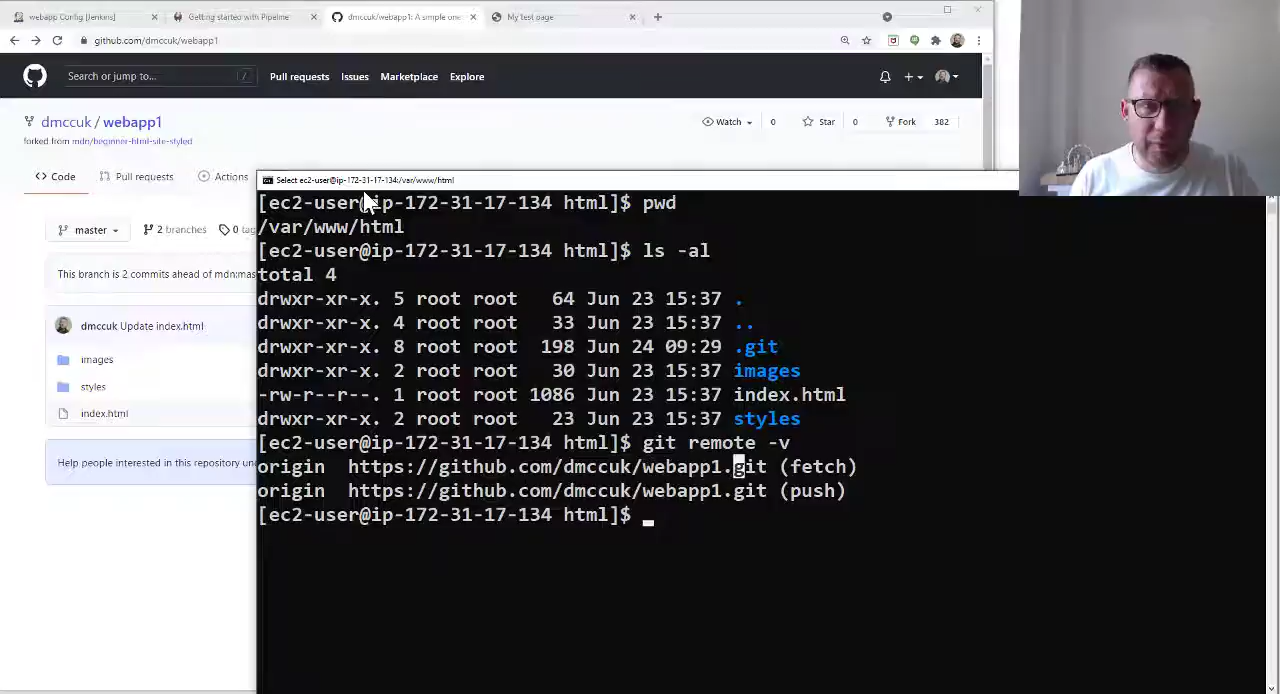 webapp Config [Jenkins]
Getting started with Pipeline
dmccuk/webapp1: A simple one
My test page
github.com/dmccuk/webapp1
Search or jump to...
/
Pull requests
Issues
Marketplace
Explore
dmccuk / webapp1
Watch
0
Star
0
Fork
382
forked from mdn/beginner-html-site-styled
Code
Pull requests
Actions
master
2 branches
0 tag
This branch is 2 commits ahead of mdn:mas
dmccuk Update index.html
images
styles
index.html
Help people interested in this repository un
Select ec2-user@ip-172-31-17-134:/var/www/html
[ec2-user@ip-172-31-17-134 html]$ pwd
/var/www/html
[ec2-user@ip-172-31-17-134 html]$ ls -al
total 4
drwxr-xr-x. 5 root root   64 Jun 23 15:37 .
drwxr-xr-x. 4 root root   33 Jun 23 15:37 ..
drwxr-xr-x. 8 root root  198 Jun 24 09:29 .git
drwxr-xr-x. 2 root root   30 Jun 23 15:37 images
-rw-r--r--. 1 root root 1086 Jun 23 15:37 index.html
drwxr-xr-x. 2 root root   23 Jun 23 15:37 styles
[ec2-user@ip-172-31-17-134 html]$ git remote -v
origin  https://github.com/dmccuk/webapp1.git (fetch)
origin  https://github.com/dmccuk/webapp1.git (push)
[ec2-user@ip-172-31-17-134 html]$